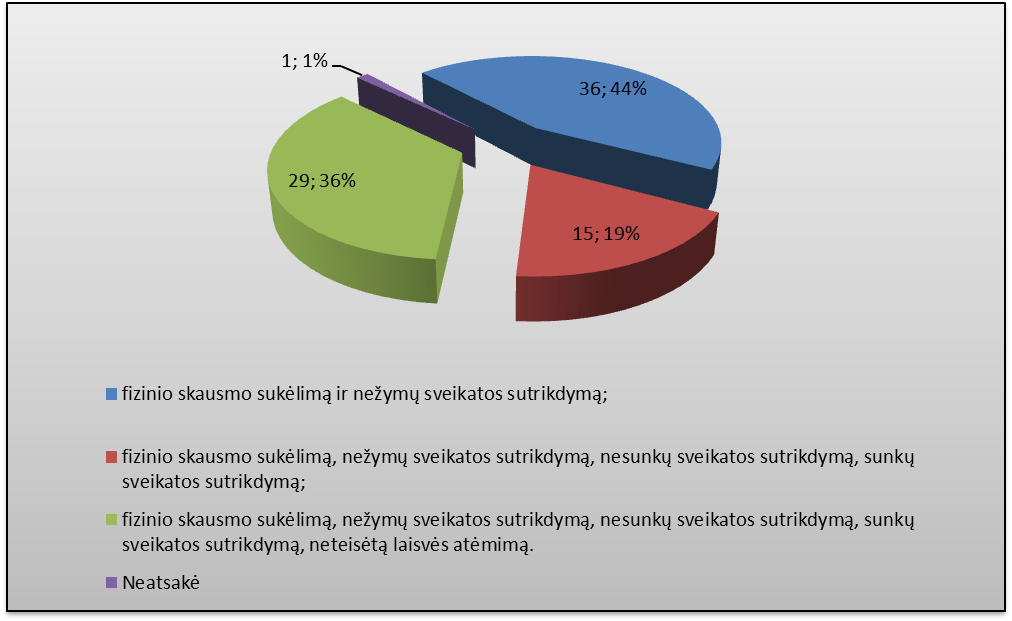 1; 1%
36; 44%
29; 36%
15; 19%
fizinio skausmo sukėlimą ir nežymų sveikatos sutrikdymą;
fizinio skausmo sukėlimą, nežymų sveikatos sutrikdymą, nesunkų sveikatos sutrikdymą, sunkų
sveikatos sutrikdymą;
fizinio skausmo sukėlimą, nežymų sveikatos sutrikdymą, nesunkų sveikatos sutrikdymą, sunkų
sveikatos sutrikdymą, neteisėtą laisvės atėmimą.
Neatsakė